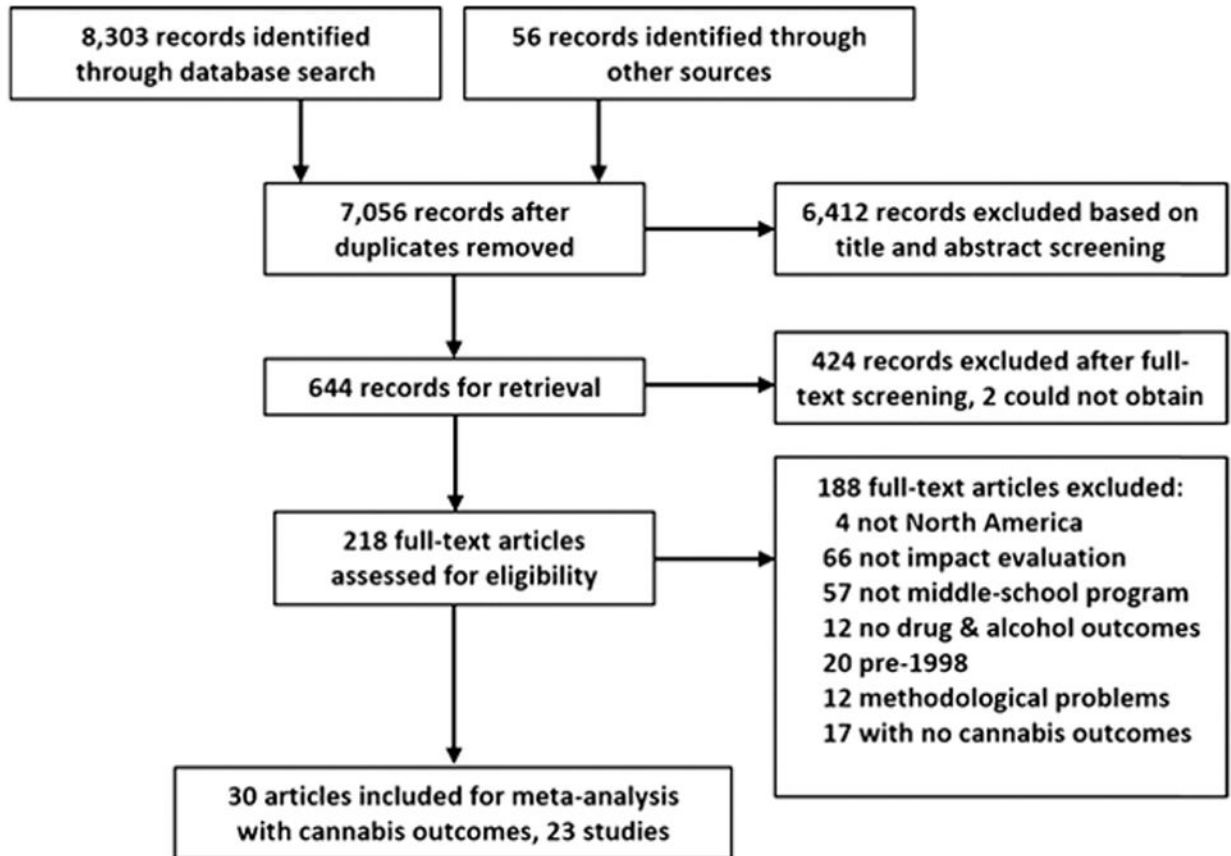 8,303 records identified
through database search
56 records identified through
other sources
7,056 records after
duplicates removed
6,412 records excluded based on
title and abstract screening
644 records for retrieval
424 records excluded after full-
text screening, 2 could not obtain
218 full-text articles
assessed for eligibility
188 full-text articles excluded:
4 not North America
66 not impact evaluation
57 not middle-school program
12 no drug & alcohol outcomes
20 pre-1998
12 methodological problems
17 with no cannabis outcomes
30 articles included for meta-analysis
with cannabis outcomes, 23 studies